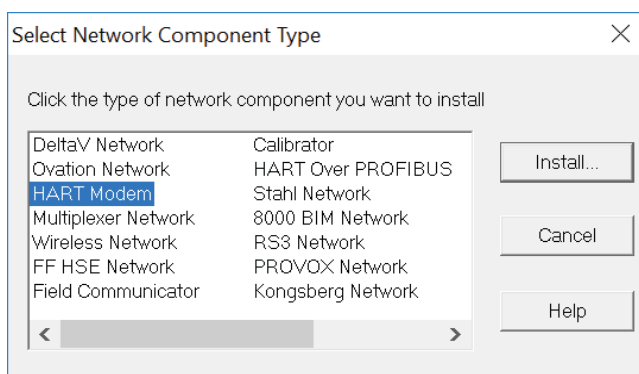 Select Network Component Type
Click the type of network component you want to install
DeltaV Network
Ovation Network
HART Modem
Multiplexer Network
Wireless Network
FF HSE Network
Field Communicator
Calibrator
HART Over PROFIBUS
Stahl Network
8000 BIM Network
RS3 Network
PROVOX Network
Kongsberg Network
Install...
Cancel
Help